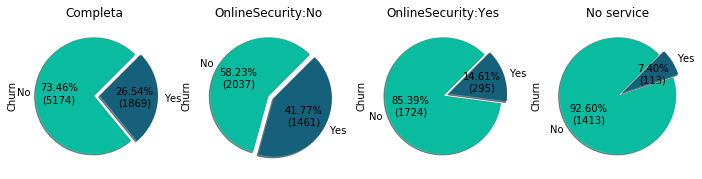 Completa
Churn
No
73.46%
(5174)
26.54%
(1869)
Yes
OnlineSecurity:No
Churn
No
58.23%
(2037)
41.77%
(1461)
Yes
OnlineSecurity:Yes
Churn
No
85.39%
(1724)
14.61%
(295)
Yes
No service
Churn
No
92.60%
(1413)
7.40%
(113)
Yes